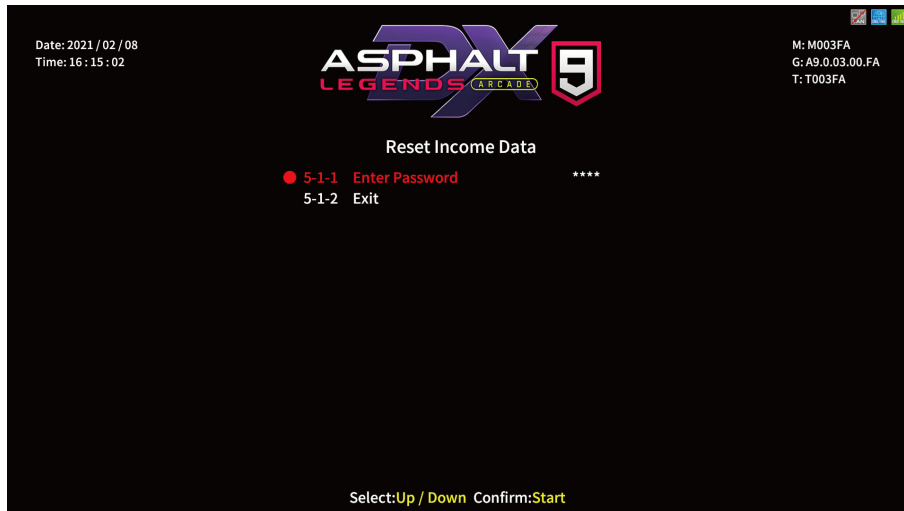 Date: 2021 / 02 / 08
Time: 16 : 15 : 02
ASPHALT 9
DX
LEGENDS ARCADE
M: M003FA
G: A9.0.03.00.FA
T: T003FA
Reset Income Data
5-1-1 Enter Password ****
5-1-2 Exit
Select:Up / Down Confirm:Start